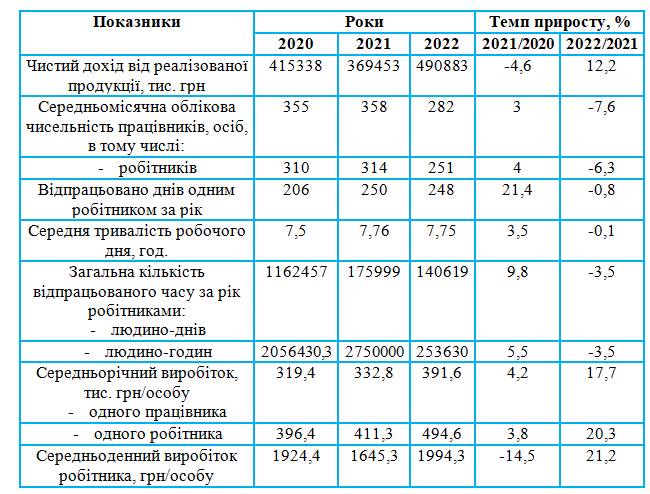 Показники Роки Темп приросту, %
2020 2021 2022 2021/2020 2022/2021
Чистий дохід від реалізованої 415338 369453 490883 -4,6 12,2
продукції, тис. грн
Середньомісячна облікова 355 358 282 3 -7,6
чисельність працівників, осіб,
в тому числі:
- робітників 310 314 251 4 -6,3
Відпрацьовано днів одним 206 250 248 21,4 -0,8
робітником за рік
Середня тривалість робочого 7,5 7,76 7,75 3,5 -0,1
дня, год.
Загальна кількість 1162457 175999 140619 9,8 -3,5
відпрацьованого часу за рік
робітниками:
- людино-днів
- людино-годин 2056430,3 2750000 253630 5,5 -3,5
Середньорічний виробіток, 319,4 332,8 391,6 4,2 17,7
тис. грн/особу
- одного працівника
- одного робітника 396,4 411,3 494,6 3,8 20,3
Середньоденний виробіток 1924,4 1645,3 1994,3 -14,5 21,2
робітника, грн/особу